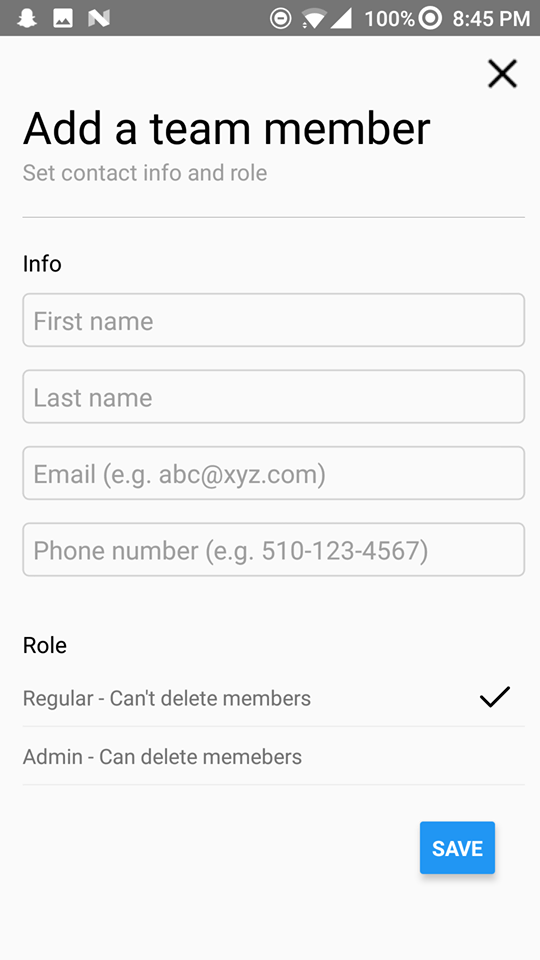 100% 8:45 PM
Add a team member
Set contact info and role
Info
First name
Last name
Email (e.g. abc@xyz.com)
Phone number (e.g. 510-123-4567)
Role
Regular - Can't delete members
Admin - Can delete memebers
SAVE